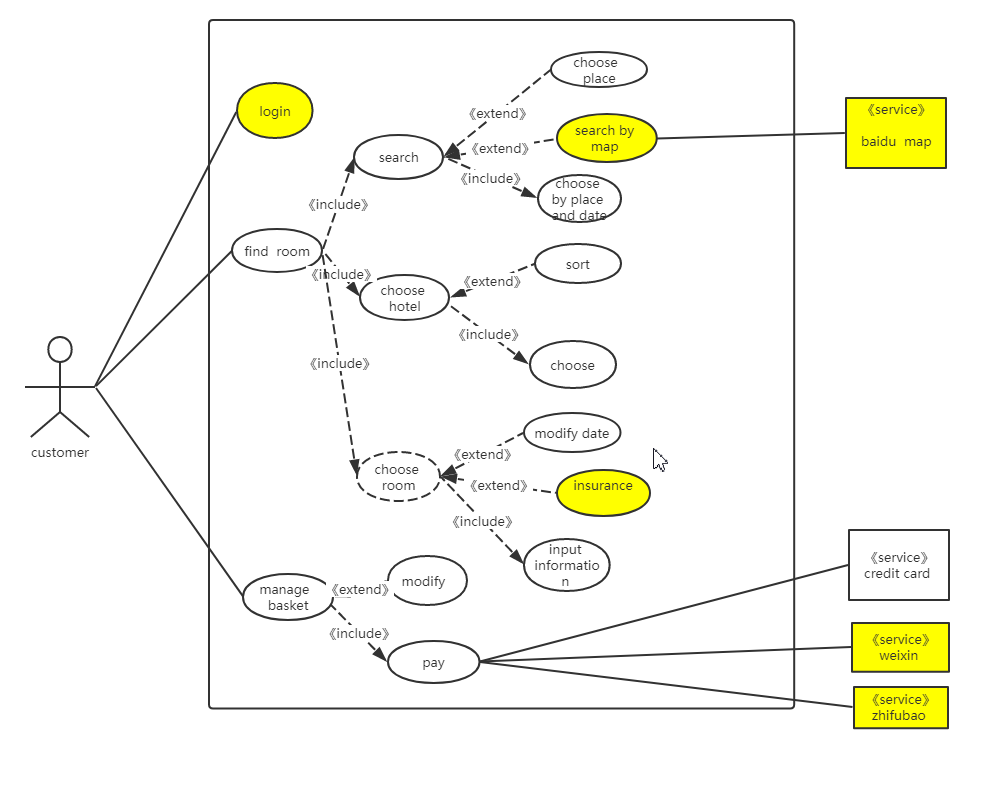 choose
place
《service》
baidu map
login
《extend》
search by
map
《extend》
search
《include》
choose
by place
and date
《include》
find room
sort
《include》
《extend》
choose
hotel
《include》
choose
《include》
customer
modify date
《extend》
choose
room
《extend》
insurance
《include》
input
informatio
n
《service》
credit card
manage
basket
《extend》
modify
《include》
pay
《service》
weixin
《service》
zhifubao